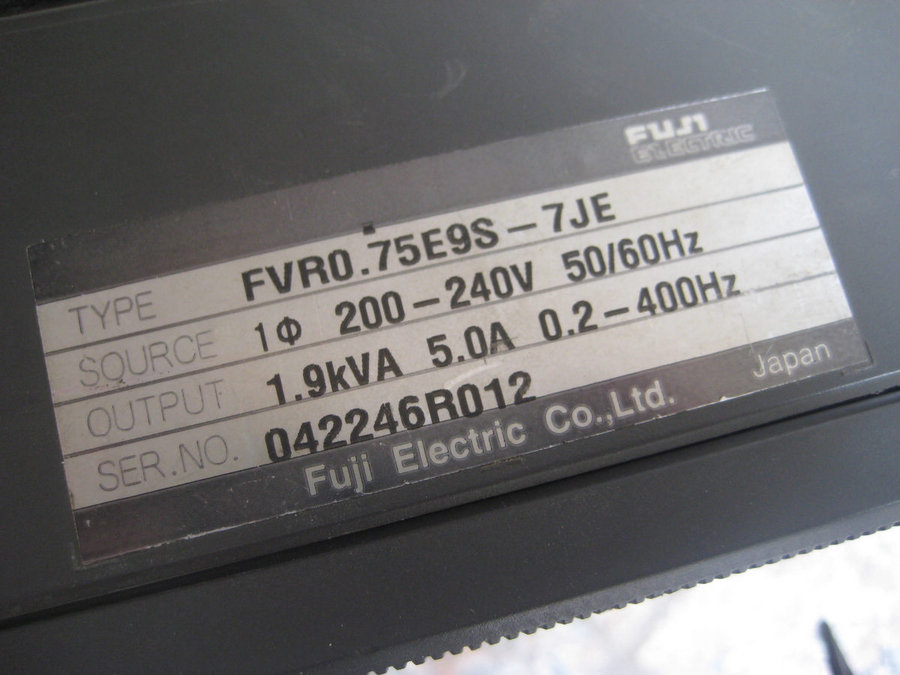 FUJI
ELECTRIC
TYPE FVR0.75E9S-7JE
SOURCE 1Φ 200-240V 50/60Hz
OUTPUT 1.9kVA 5.0A 0.2-400Hz
SER.NO. 042246R012
Fuji Electric Co.,Ltd. Japan